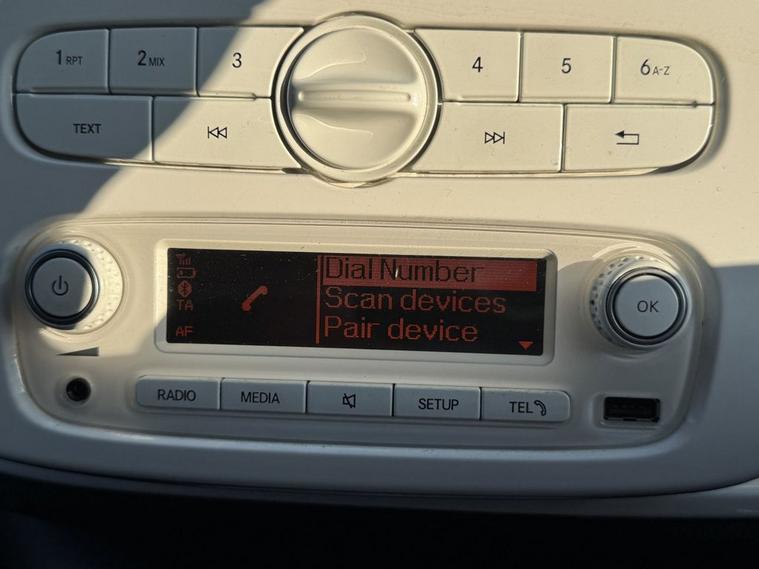 1 RPT
2 MIX
3
4
5
6 A-Z
TEXT
Dial Number
Scan devices
Pair device
TA
AF
OK
RADIO
MEDIA
SETUP
TEL